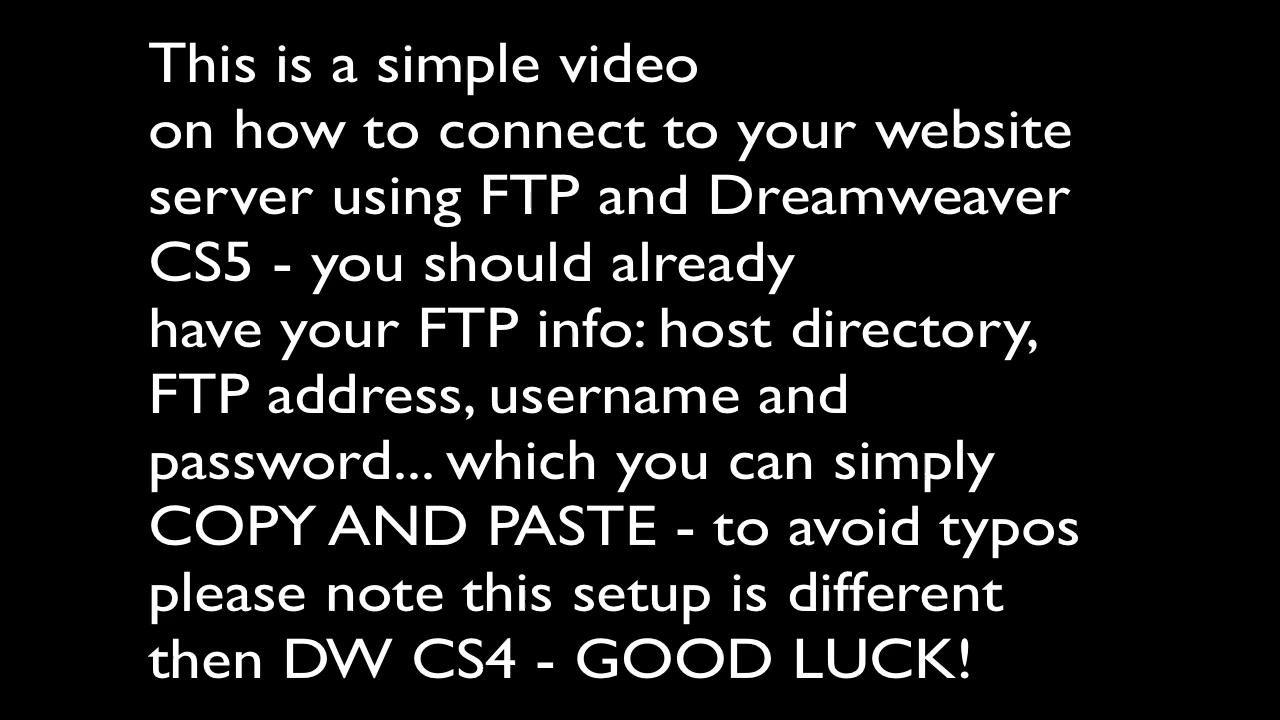 This is a simple video
on how to connect to your website
server using FTP and Dreamweaver
CS5 - you should already
have your FTP info: host directory,
FTP address, username and
password... which you can simply
COPY AND PASTE - to avoid typos
please note this setup is different
then DW CS4 - GOOD LUCK!